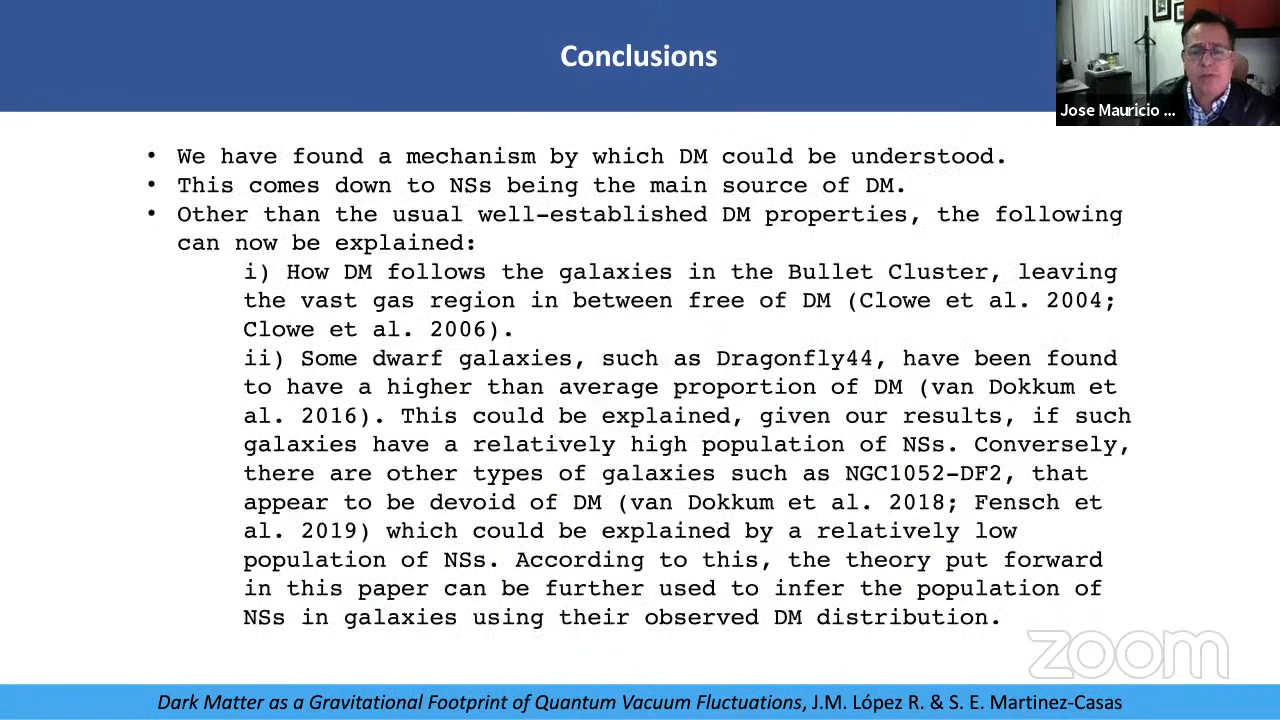 Conclusions
Jose Mauricio ...
• We have found a mechanism by which DM could be understood.
• This comes down to NSs being the main source of DM.
• Other than the usual well-established DM properties, the following
can now be explained:
i) How DM follows the galaxies in the Bullet Cluster, leaving
the vast gas region in between free of DM (Clowe et al. 2004;
Clowe et al. 2006).
ii) Some dwarf galaxies, such as Dragonfly44, have been found
to have a higher than average proportion of DM (van Dokkum et
al. 2016). This could be explained, given our results, if such
galaxies have a relatively high population of NSs. Conversely,
there are other types of galaxies such as NGC1052-DF2, that
appear to be devoid of DM (van Dokkum et al. 2018; Fensch et
al. 2019) which could be explained by a relatively low
population of NSs. According to this, the theory put forward
in this paper can be further used to infer the population of
NSs in galaxies using their observed DM distribution.
zoom
Dark Matter as a Gravitational Footprint of Quantum Vacuum Fluctuations, J.M. López R. & S. E. Martinez-Casas